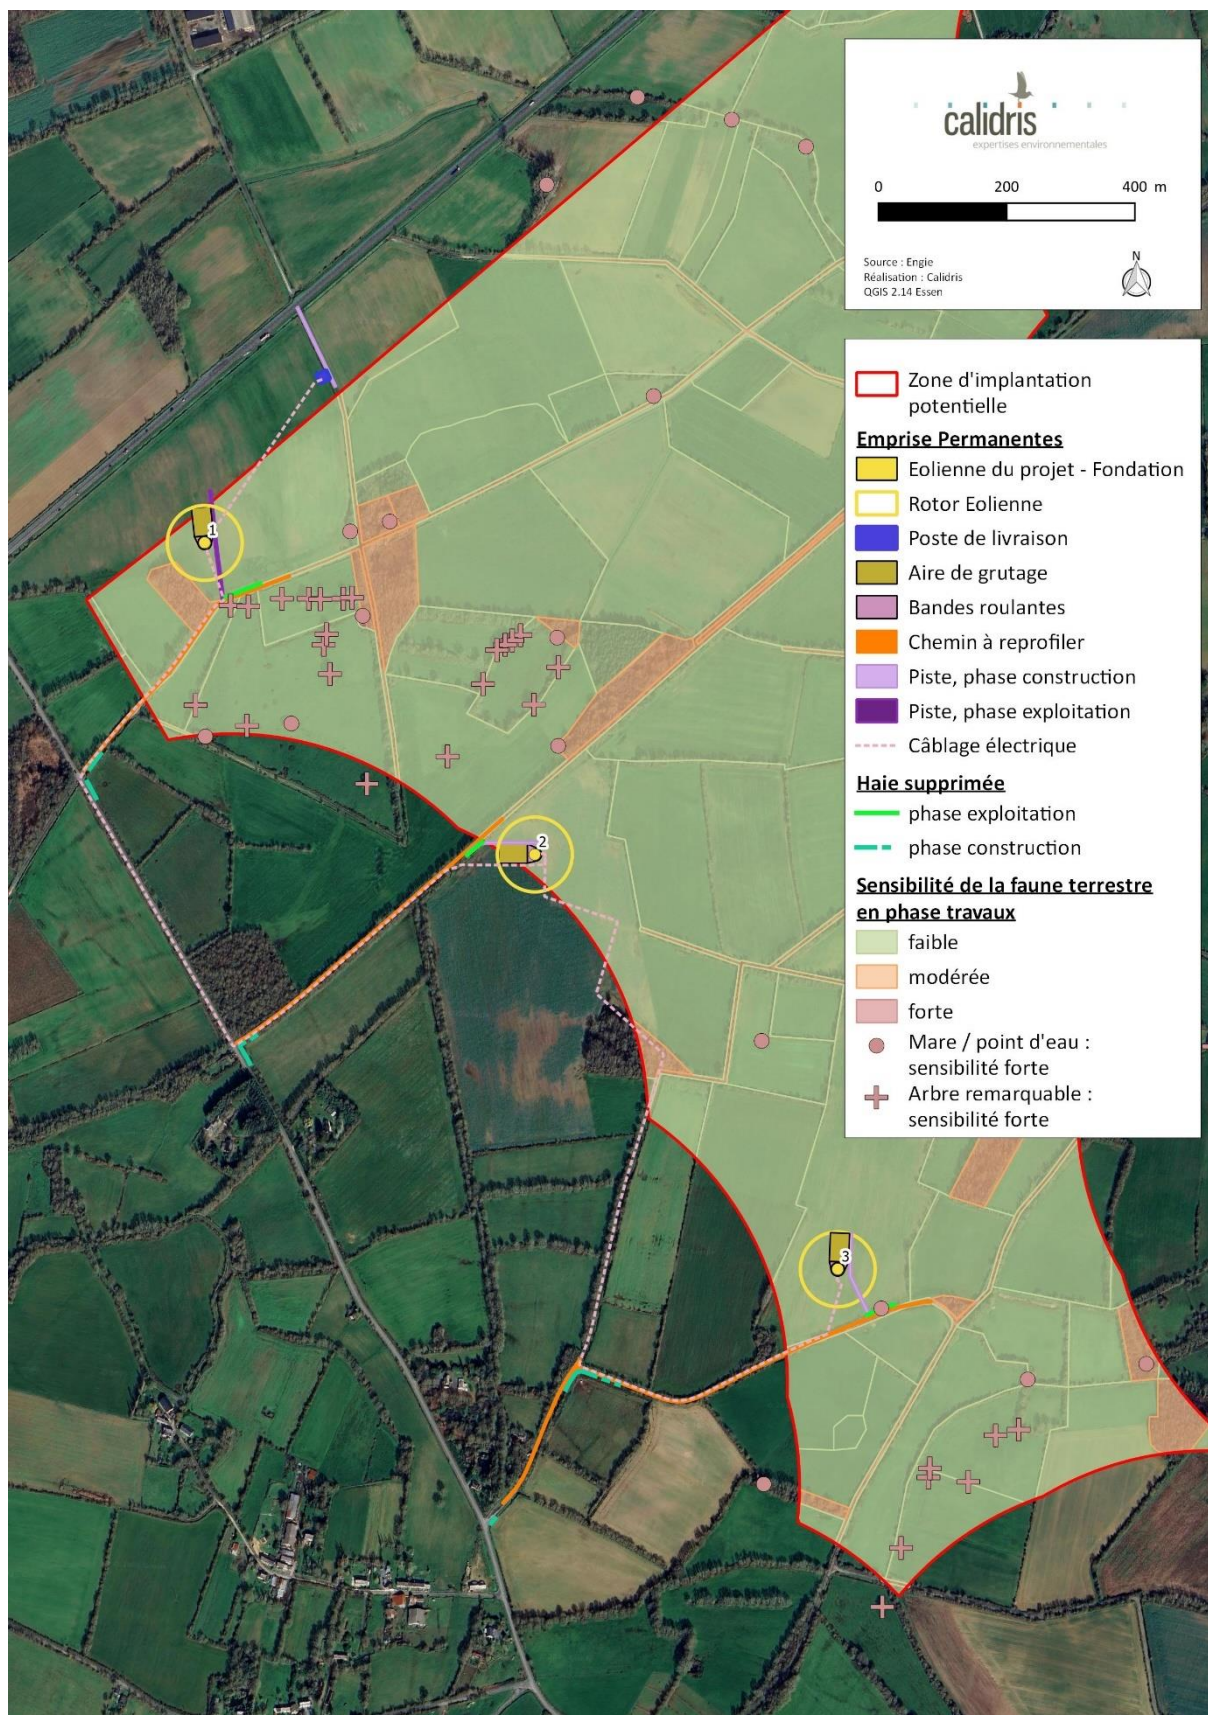 calidris
expertises environnementales
0 200 400 m
Source : Engie
Réalisation : Calidris
QGIS 2.14 Essen
N
Zone d'implantation
potentielle
Emprise Permanentes
Eolienne du projet - Fondation
Rotor Eolienne
Poste de livraison
Aire de grutage
Bandes roulantes
Chemin à reprofiler
Piste, phase construction
Piste, phase exploitation
Câblage électrique
Haie supprimée
phase exploitation
phase construction
Sensibilité de la faune terrestre
en phase travaux
faible
modérée
forte
Mare / point d'eau :
sensibilité forte
Arbre remarquable :
sensibilité forte
1
2
3